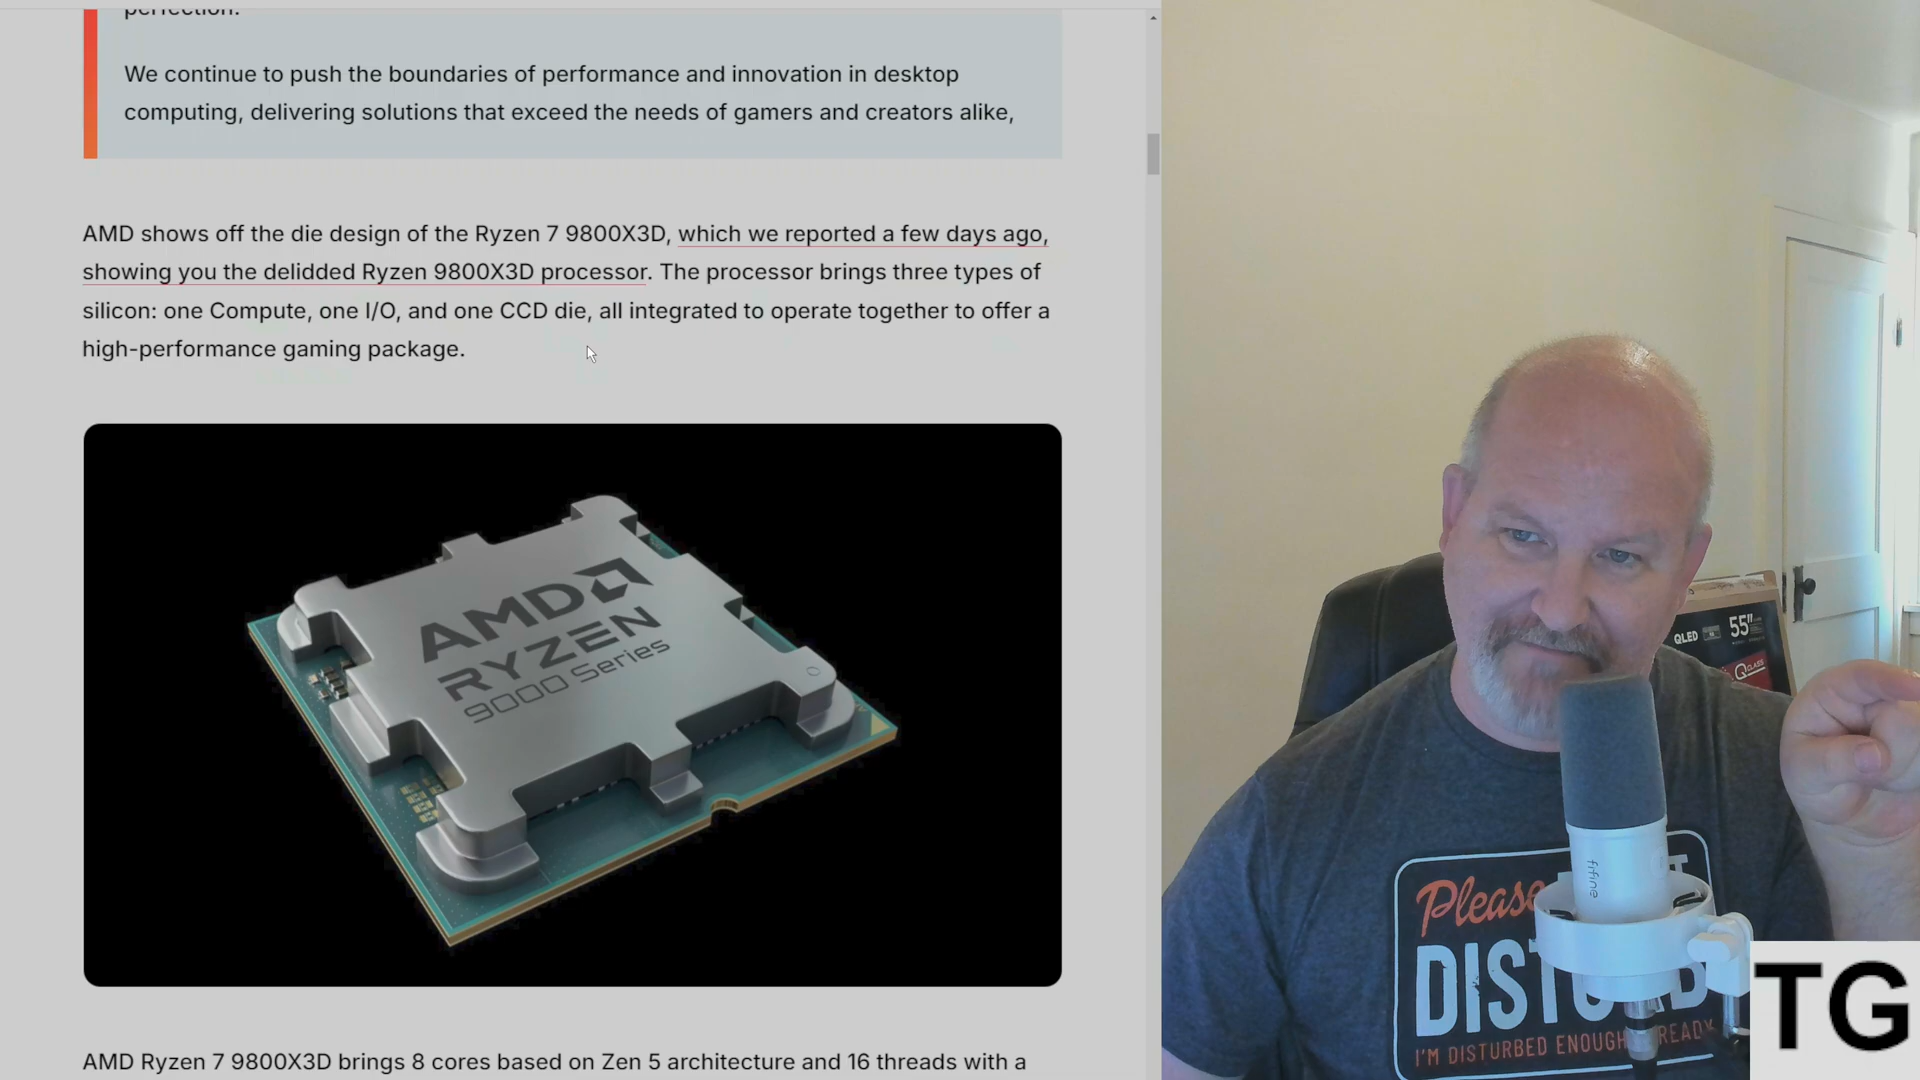 perfection.
We continue to push the boundaries of performance and innovation in desktop
computing, delivering solutions that exceed the needs of gamers and creators alike,
AMD shows off the die design of the Ryzen 7 9800X3D, which we reported a few days ago,
showing you the delidded Ryzen 9800X3D processor. The processor brings three types of
silicon: one Compute, one I/O, and one CCD die, all integrated to operate together to offer a
high-performance gaming package.
AMD
RYZEN
9000 Series
AMD Ryzen 7 9800X3D brings 8 cores based on Zen 5 architecture and 16 threads with a
QLED
55"
Q CLASS
fifine
Please
DIST
I'M DISTURBED ENOUGH
TG